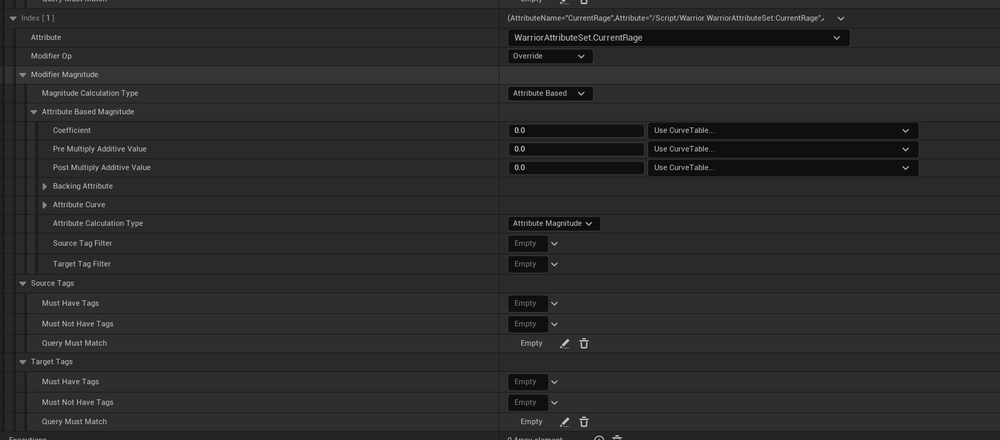 Query Must Match Empty
Index [ 1 ] (AttributeName="CurrentRage",Attribute="/Script/Warrior.WarriorAttributeSet:CurrentRage",
Attribute WarriorAttributeSet.CurrentRage
Modifier Op Override
Modifier Magnitude
Magnitude Calculation Type Attribute Based
Attribute Based Magnitude
Coefficient 0.0 Use CurveTable...
Pre Multiply Additive Value 0.0 Use CurveTable...
Post Multiply Additive Value 0.0 Use CurveTable...
Backing Attribute
Attribute Curve
Attribute Calculation Type Attribute Magnitude
Source Tag Filter Empty
Target Tag Filter Empty
Source Tags
Must Have Tags Empty
Must Not Have Tags Empty
Query Must Match Empty
Target Tags
Must Have Tags Empty
Must Not Have Tags Empty
Query Must Match Empty
Executions 0 Array element